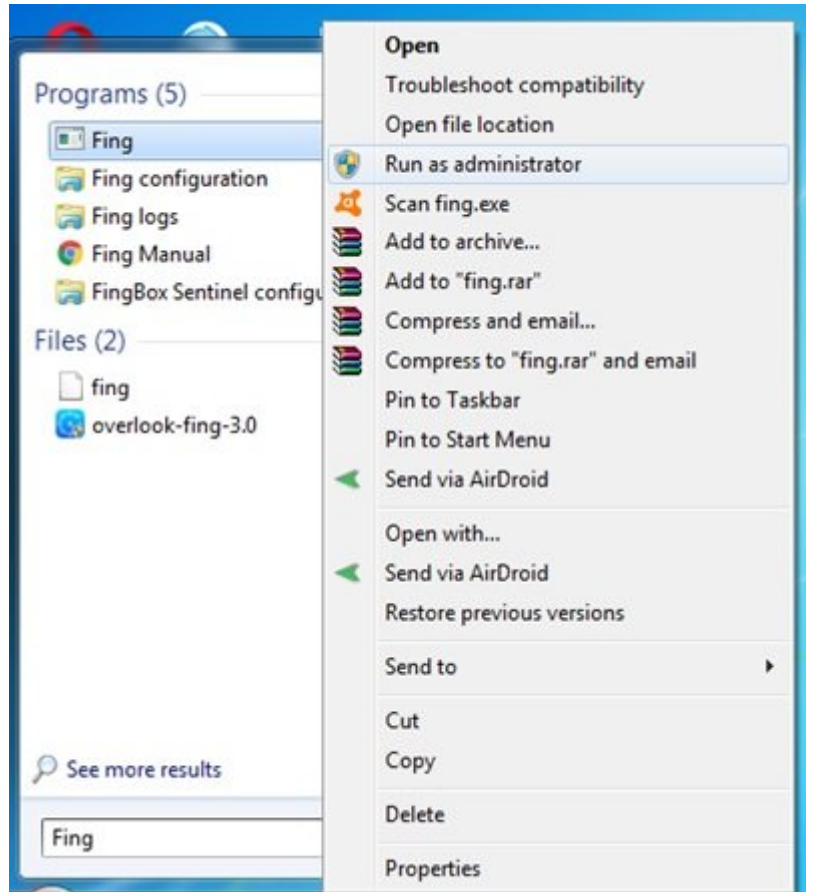 Programs (5)
Fing
Fing configuration
Fing logs
Fing Manual
FingBox Sentinel configu
Files (2)
fing
overlook-fing-3.0
See more results
Fing
Open
Troubleshoot compatibility
Open file location
Run as administrator
Scan fing.exe
Add to archive...
Add to "fing.rar"
Compress and email...
Compress to "fing.rar" and email
Pin to Taskbar
Pin to Start Menu
Send via AirDroid
Open with...
Send via AirDroid
Restore previous versions
Send to
Cut
Copy
Delete
Properties